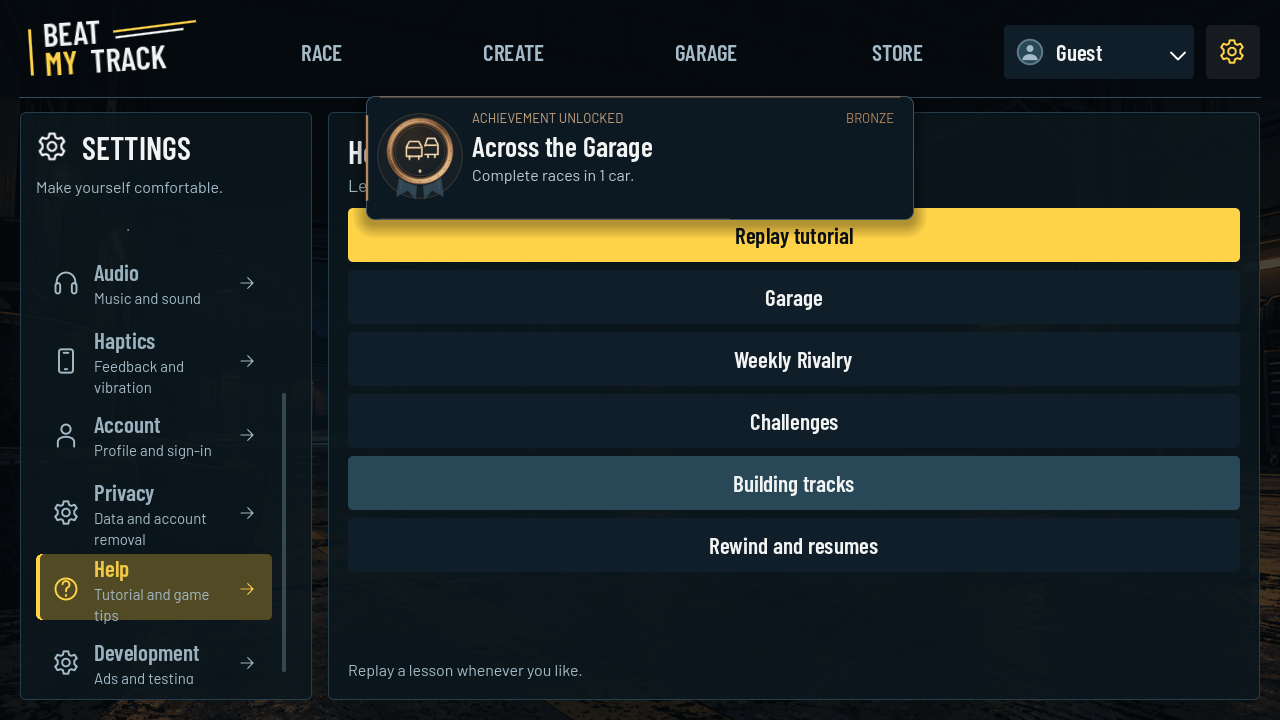 BEAT
MY TRACK
RACE
CREATE
GARAGE
STORE
Guest
SETTINGS
Make yourself comfortable.
Audio
Music and sound
Haptics
Feedback and
vibration
Account
Profile and sign-in
Privacy
Data and account
removal
Help
Tutorial and game
tips
Development
Ads and testing
ACHIEVEMENT UNLOCKED
BRONZE
Across the Garage
Complete races in 1 car.
Replay tutorial
Garage
Weekly Rivalry
Challenges
Building tracks
Rewind and resumes
Replay a lesson whenever you like.